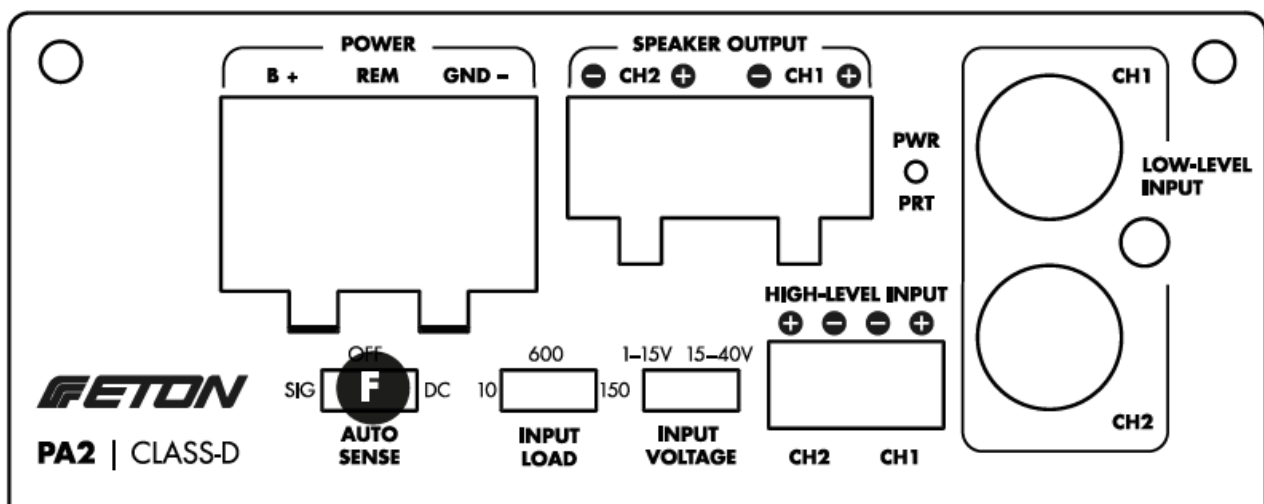 POWER
B + REM GND –
SPEAKER OUTPUT
– CH2 + – CH1 +
PWR
PRT
CH1
LOW-LEVEL
INPUT
CH2
HIGH-LEVEL INPUT
+ – – +
CH2 CH1
OFF
SIG F DC
AUTO
SENSE
600
10 150
INPUT
LOAD
1–15V 15–40V
INPUT
VOLTAGE
ETON
PA2 | CLASS-D